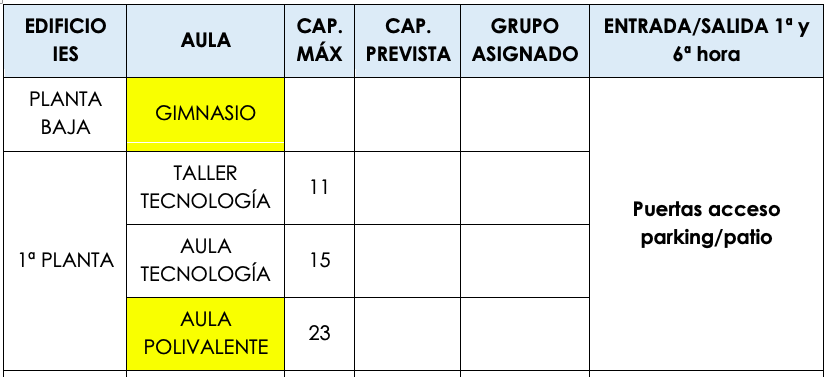 EDIFICIO
IES
AULA
CAP.
MÁX
CAP.
PREVISTA
GRUPO
ASIGNADO
ENTRADA/SALIDA 1ª y
6ª hora
PLANTA
BAJA
GIMNASIO
1ª PLANTA
TALLER
TECNOLOGÍA
11
AULA
TECNOLOGÍA
15
AULA
POLIVALENTE
23
Puertas acceso
parking/patio